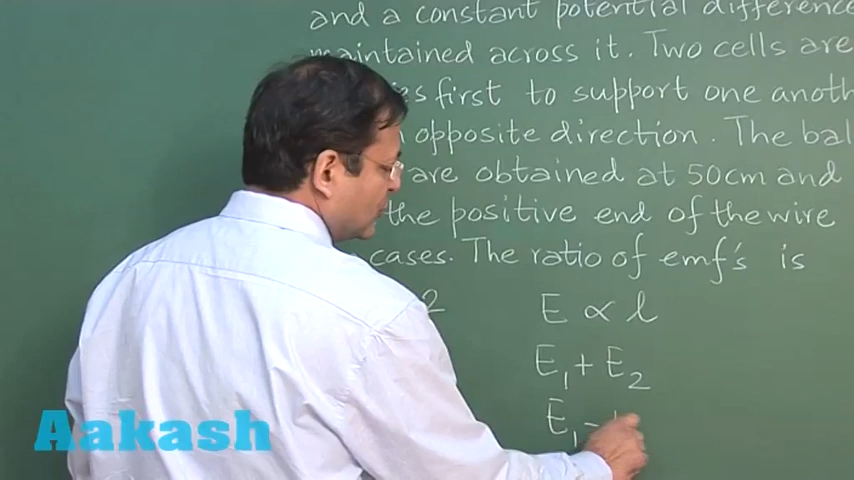 and a constant potential difference
maintained across it. Two cells are
first to support one anoth
opposite direction. The bal
are obtained at 50cm and
the positive end of the wire
cases. The ratio of emf's is
2
E ∝ l
E₁ + E₂
E₁ -
Aakash